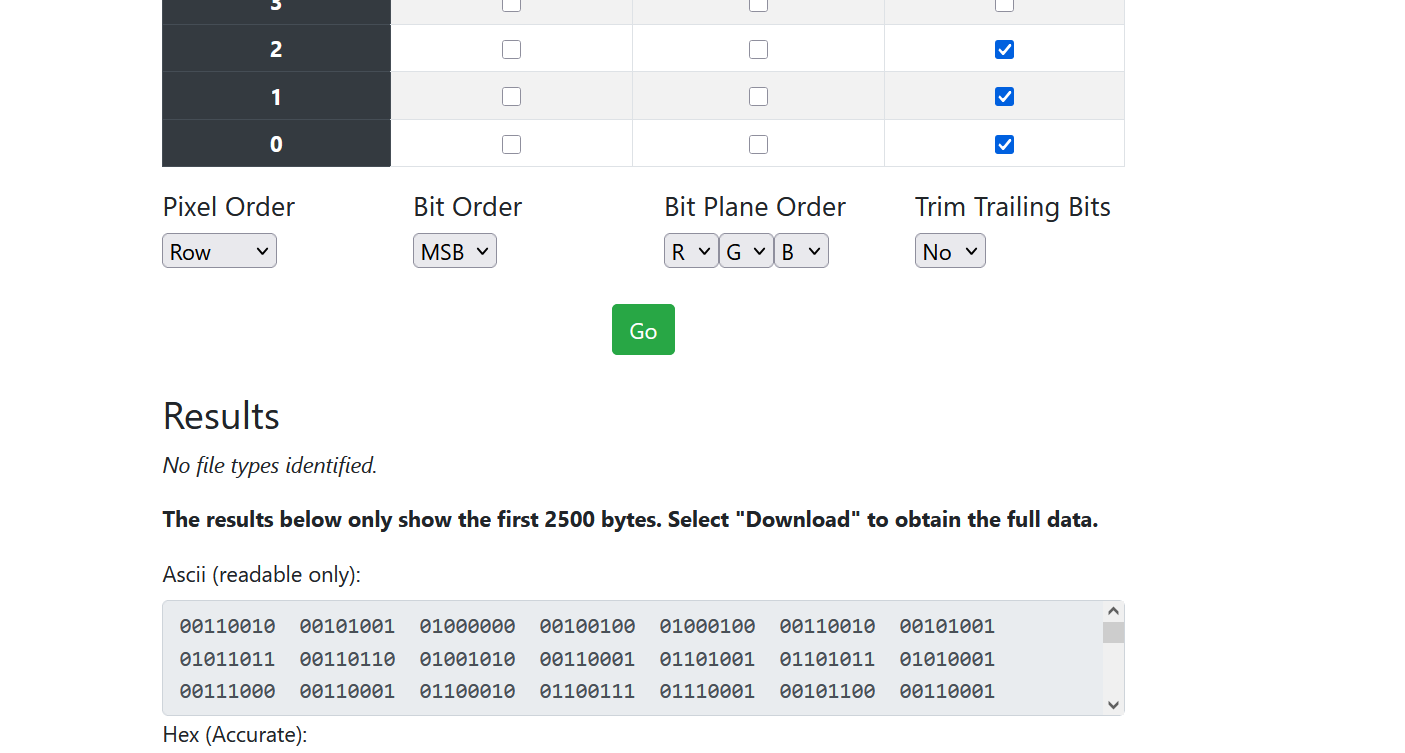 3
2
1
0
Pixel Order Bit Order Bit Plane Order Trim Trailing Bits
Row MSB R G B No
Go
Results
No file types identified.
The results below only show the first 2500 bytes. Select "Download" to obtain the full data.
Ascii (readable only):
00110010 00101001 01000000 00100100 01000100 00110010 00101001
01011011 00110110 01001010 00110001 01101001 01101011 01010001
00111000 00110001 01100010 01100111 01110001 00101100 00110001
Hex (Accurate):